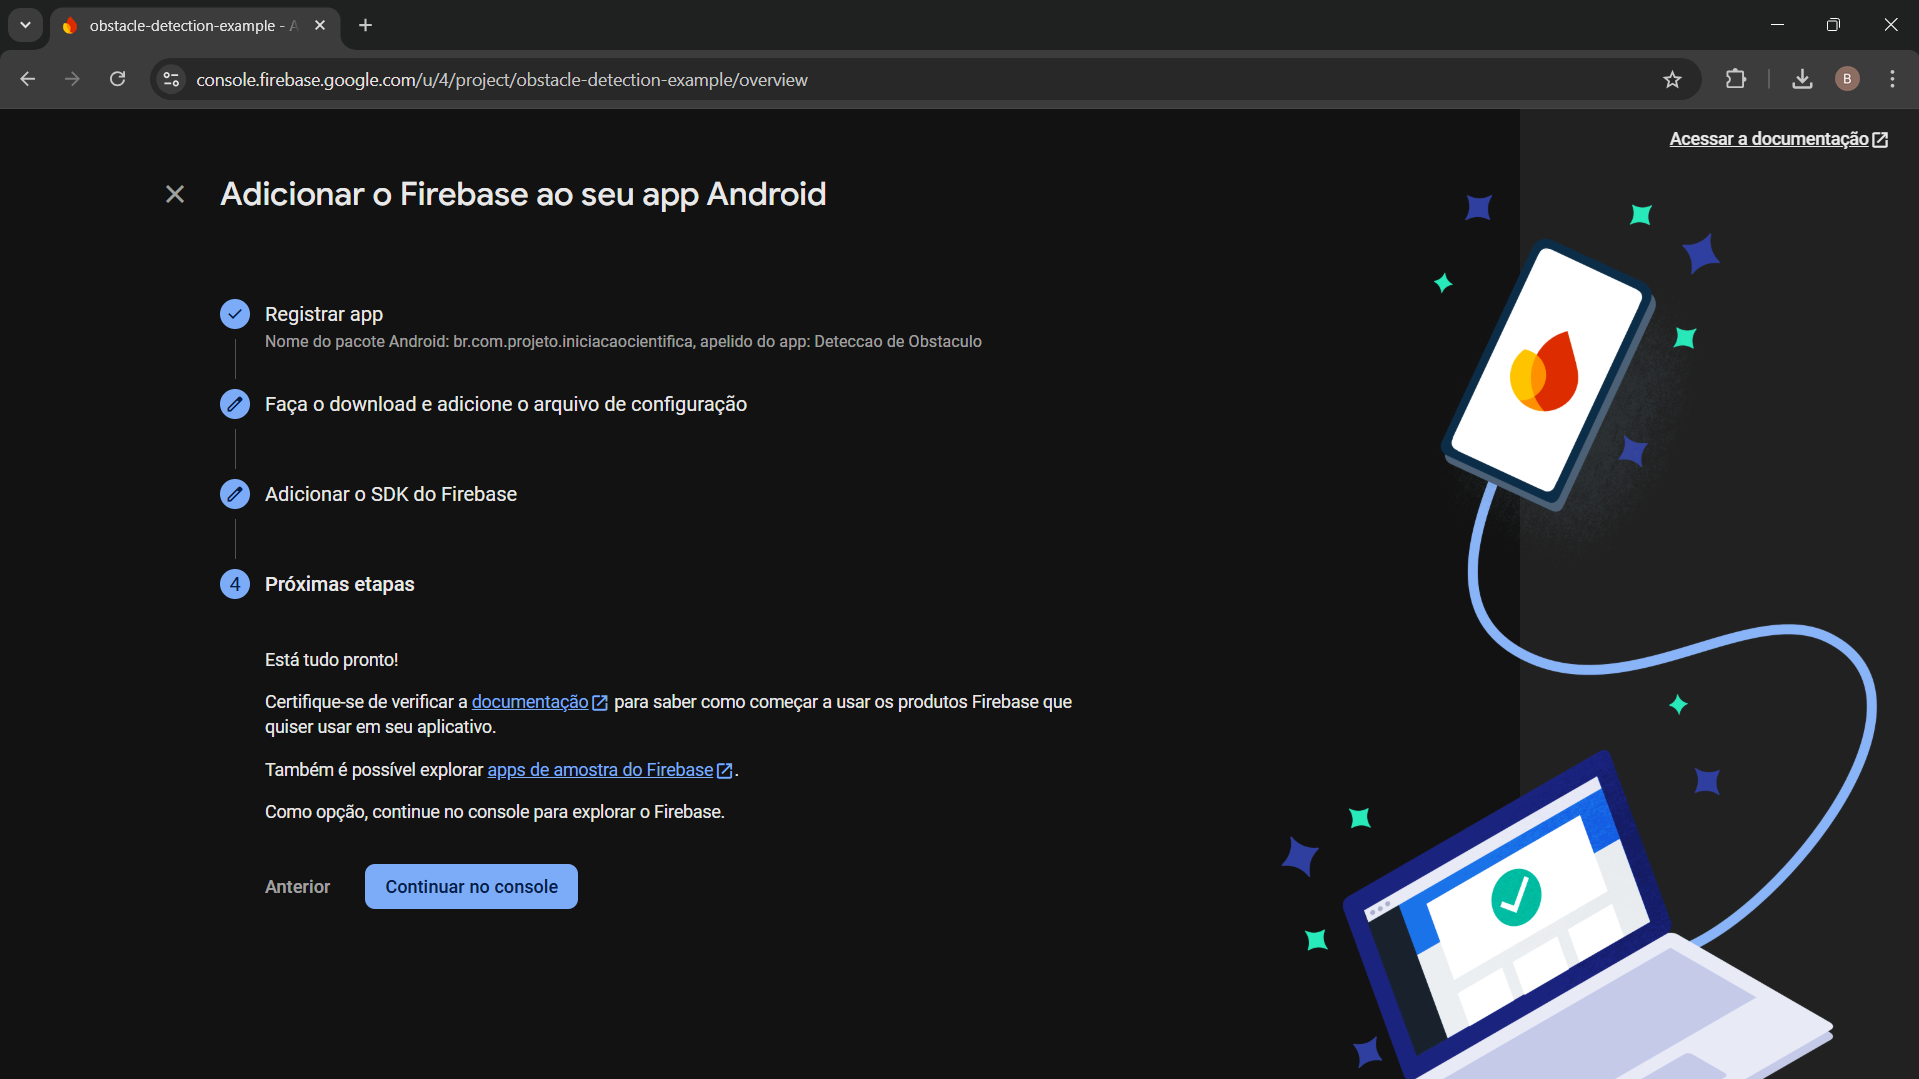 obstacle-detection-example - A
console.firebase.google.com/u/4/project/obstacle-detection-example/overview
B
Acessar a documentação
Adicionar o Firebase ao seu app Android
Registrar app
Nome do pacote Android: br.com.projeto.iniciacaocientifica, apelido do app: Deteccao de Obstaculo
Faça o download e adicione o arquivo de configuração
Adicionar o SDK do Firebase
4 Próximas etapas
Está tudo pronto!
Certifique-se de verificar a documentação para saber como começar a usar os produtos Firebase que
quiser usar em seu aplicativo.
Também é possível explorar apps de amostra do Firebase.
Como opção, continue no console para explorar o Firebase.
Anterior Continuar no console